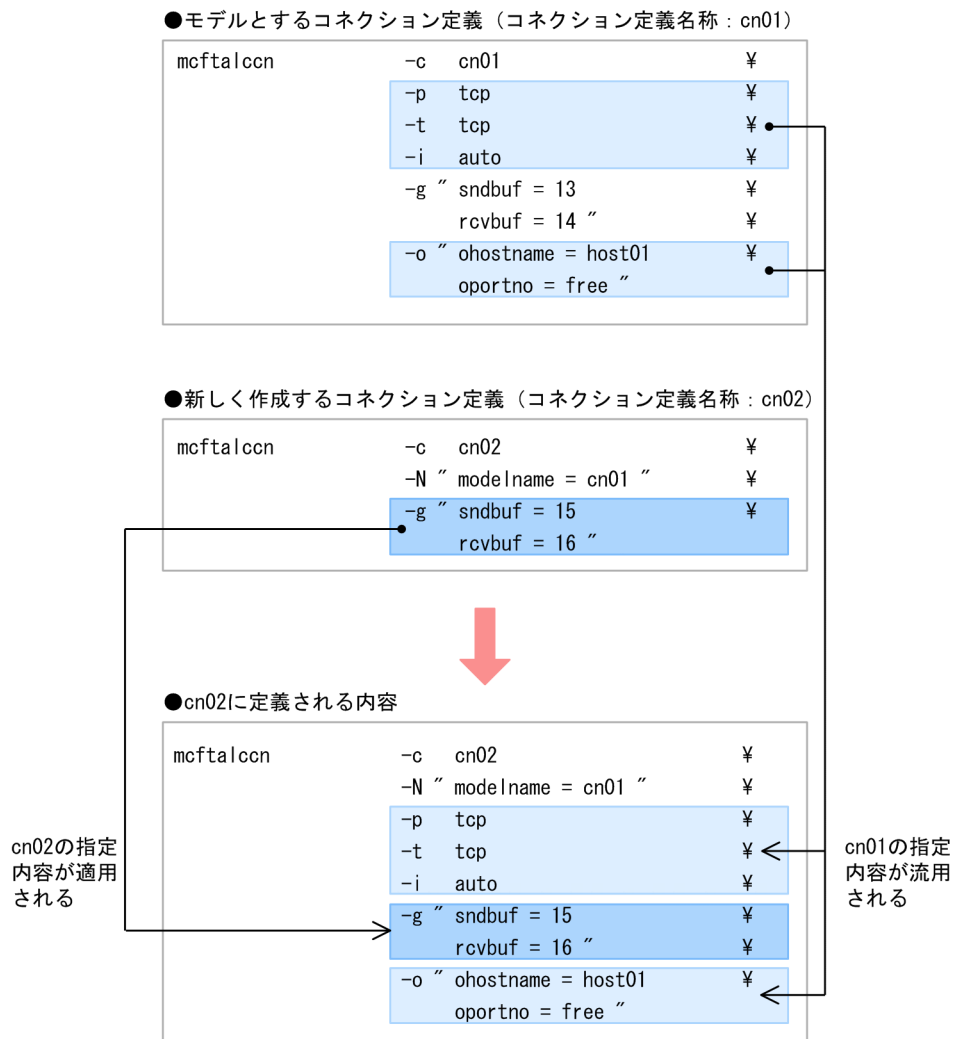 ●モデルとするコネクション定義（コネクション定義名称：cn01）
mcftalccn -c cn01 ¥
-p tcp ¥
-t tcp ¥
-i auto ¥
-g ″ sndbuf = 13 ¥
rcvbuf = 14 ″ ¥
-o ″ ohostname = host01 ¥
oportno = free ″
●新しく作成するコネクション定義（コネクション定義名称：cn02）
mcftalccn -c cn02 ¥
-N ″ modelname = cn01 ″ ¥
-g ″ sndbuf = 15 ¥
rcvbuf = 16 ″
●cn02に定義される内容
mcftalccn -c cn02 ¥
-N ″ modelname = cn01 ″ ¥
-p tcp ¥
-t tcp ¥
-i auto ¥
-g ″ sndbuf = 15 ¥
rcvbuf = 16 ″ ¥
-o ″ ohostname = host01 ¥
oportno = free ″
cn02の指定
内容が適用
される
cn01の指定
内容が流用
される